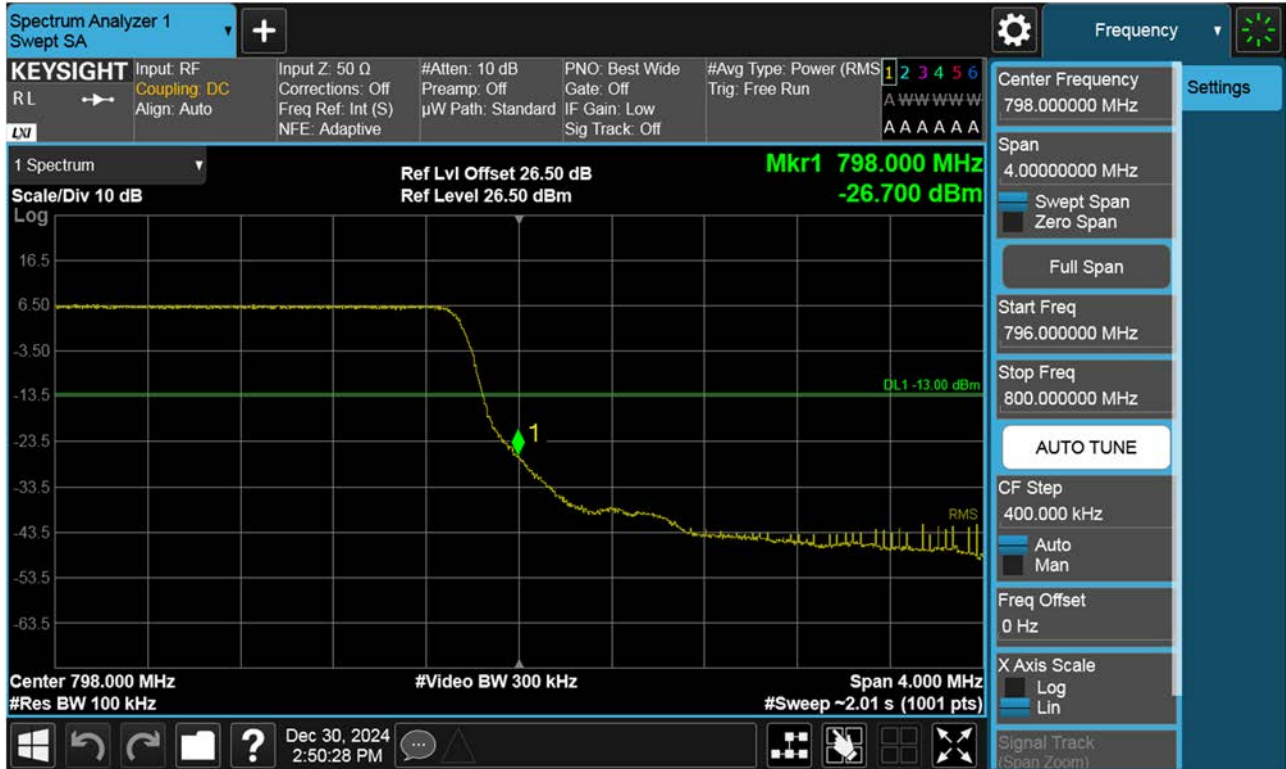 Spectrum Analyzer 1
Swept SA
Frequency
KEYSIGHT
RL
LXI
Input: RF
Coupling: DC
Align: Auto
Input Z: 50 Ω
Corrections: Off
Freq Ref: Int (S)
NFE: Adaptive
#Atten: 10 dB
Preamp: Off
µW Path: Standard
PNO: Best Wide
Gate: Off
IF Gain: Low
Sig Track: Off
#Avg Type: Power (RMS
Trig: Free Run
1 2 3 4 5 6
A W W W W W
A A A A A A
1 Spectrum
Scale/Div 10 dB
Log
Ref Lvl Offset 26.50 dB
Ref Level 26.50 dBm
Mkr1 798.000 MHz
-26.700 dBm
16.5
6.50
-3.50
-13.5
-23.5
-33.5
-43.5
-53.5
-63.5
DL1 -13.00 dBm
1
RMS
Center 798.000 MHz
#Res BW 100 kHz
#Video BW 300 kHz
Span 4.000 MHz
#Sweep ~2.01 s (1001 pts)
Center Frequency
798.000000 MHz
Settings
Span
4.00000000 MHz
Swept Span
Zero Span
Full Span
Start Freq
796.000000 MHz
Stop Freq
800.000000 MHz
AUTO TUNE
CF Step
400.000 kHz
Auto
Man
Freq Offset
0 Hz
X Axis Scale
Log
Lin
Signal Track
(Span Zoom)
?
Dec 30, 2024
2:50:28 PM